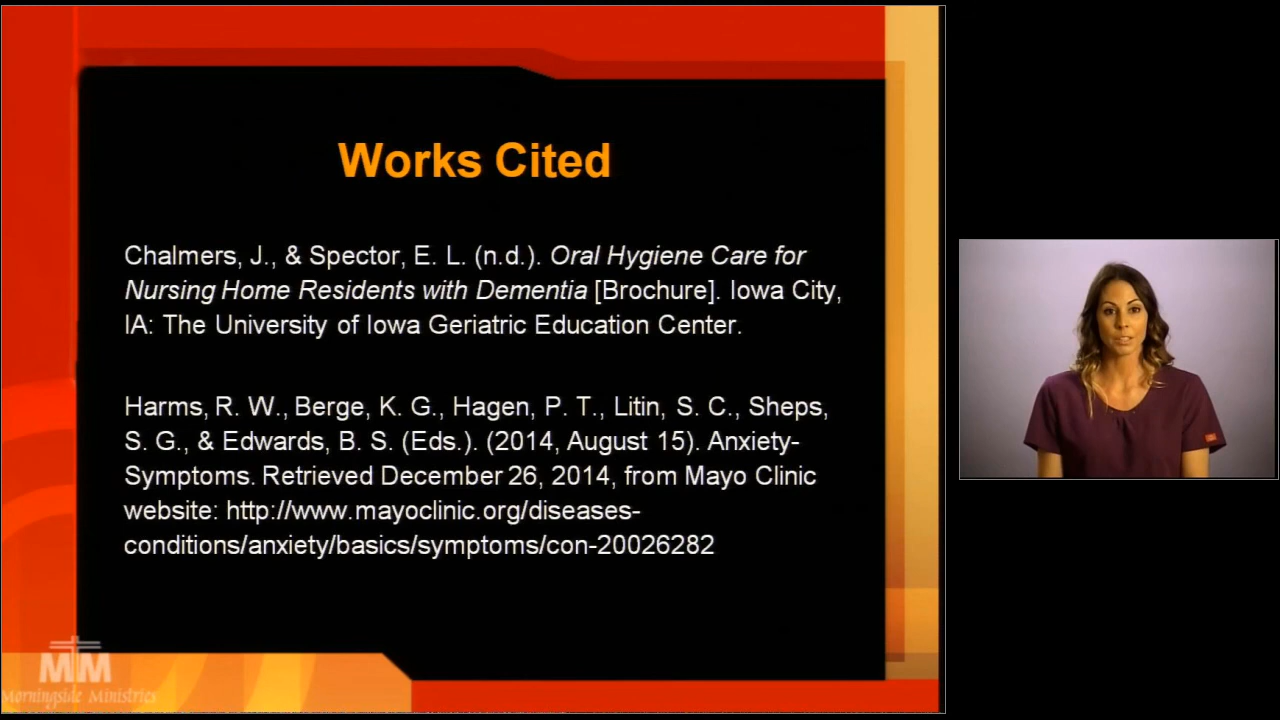 Works Cited
Chalmers, J., & Spector, E. L. (n.d.). Oral Hygiene Care for
Nursing Home Residents with Dementia [Brochure]. Iowa City,
IA: The University of Iowa Geriatric Education Center.
Harms, R. W., Berge, K. G., Hagen, P. T., Litin, S. C., Sheps,
S. G., & Edwards, B. S. (Eds.). (2014, August 15). Anxiety-
Symptoms. Retrieved December 26, 2014, from Mayo Clinic
website: http://www.mayoclinic.org/diseases-
conditions/anxiety/basics/symptoms/con-20026282
MM
Morningside Ministries